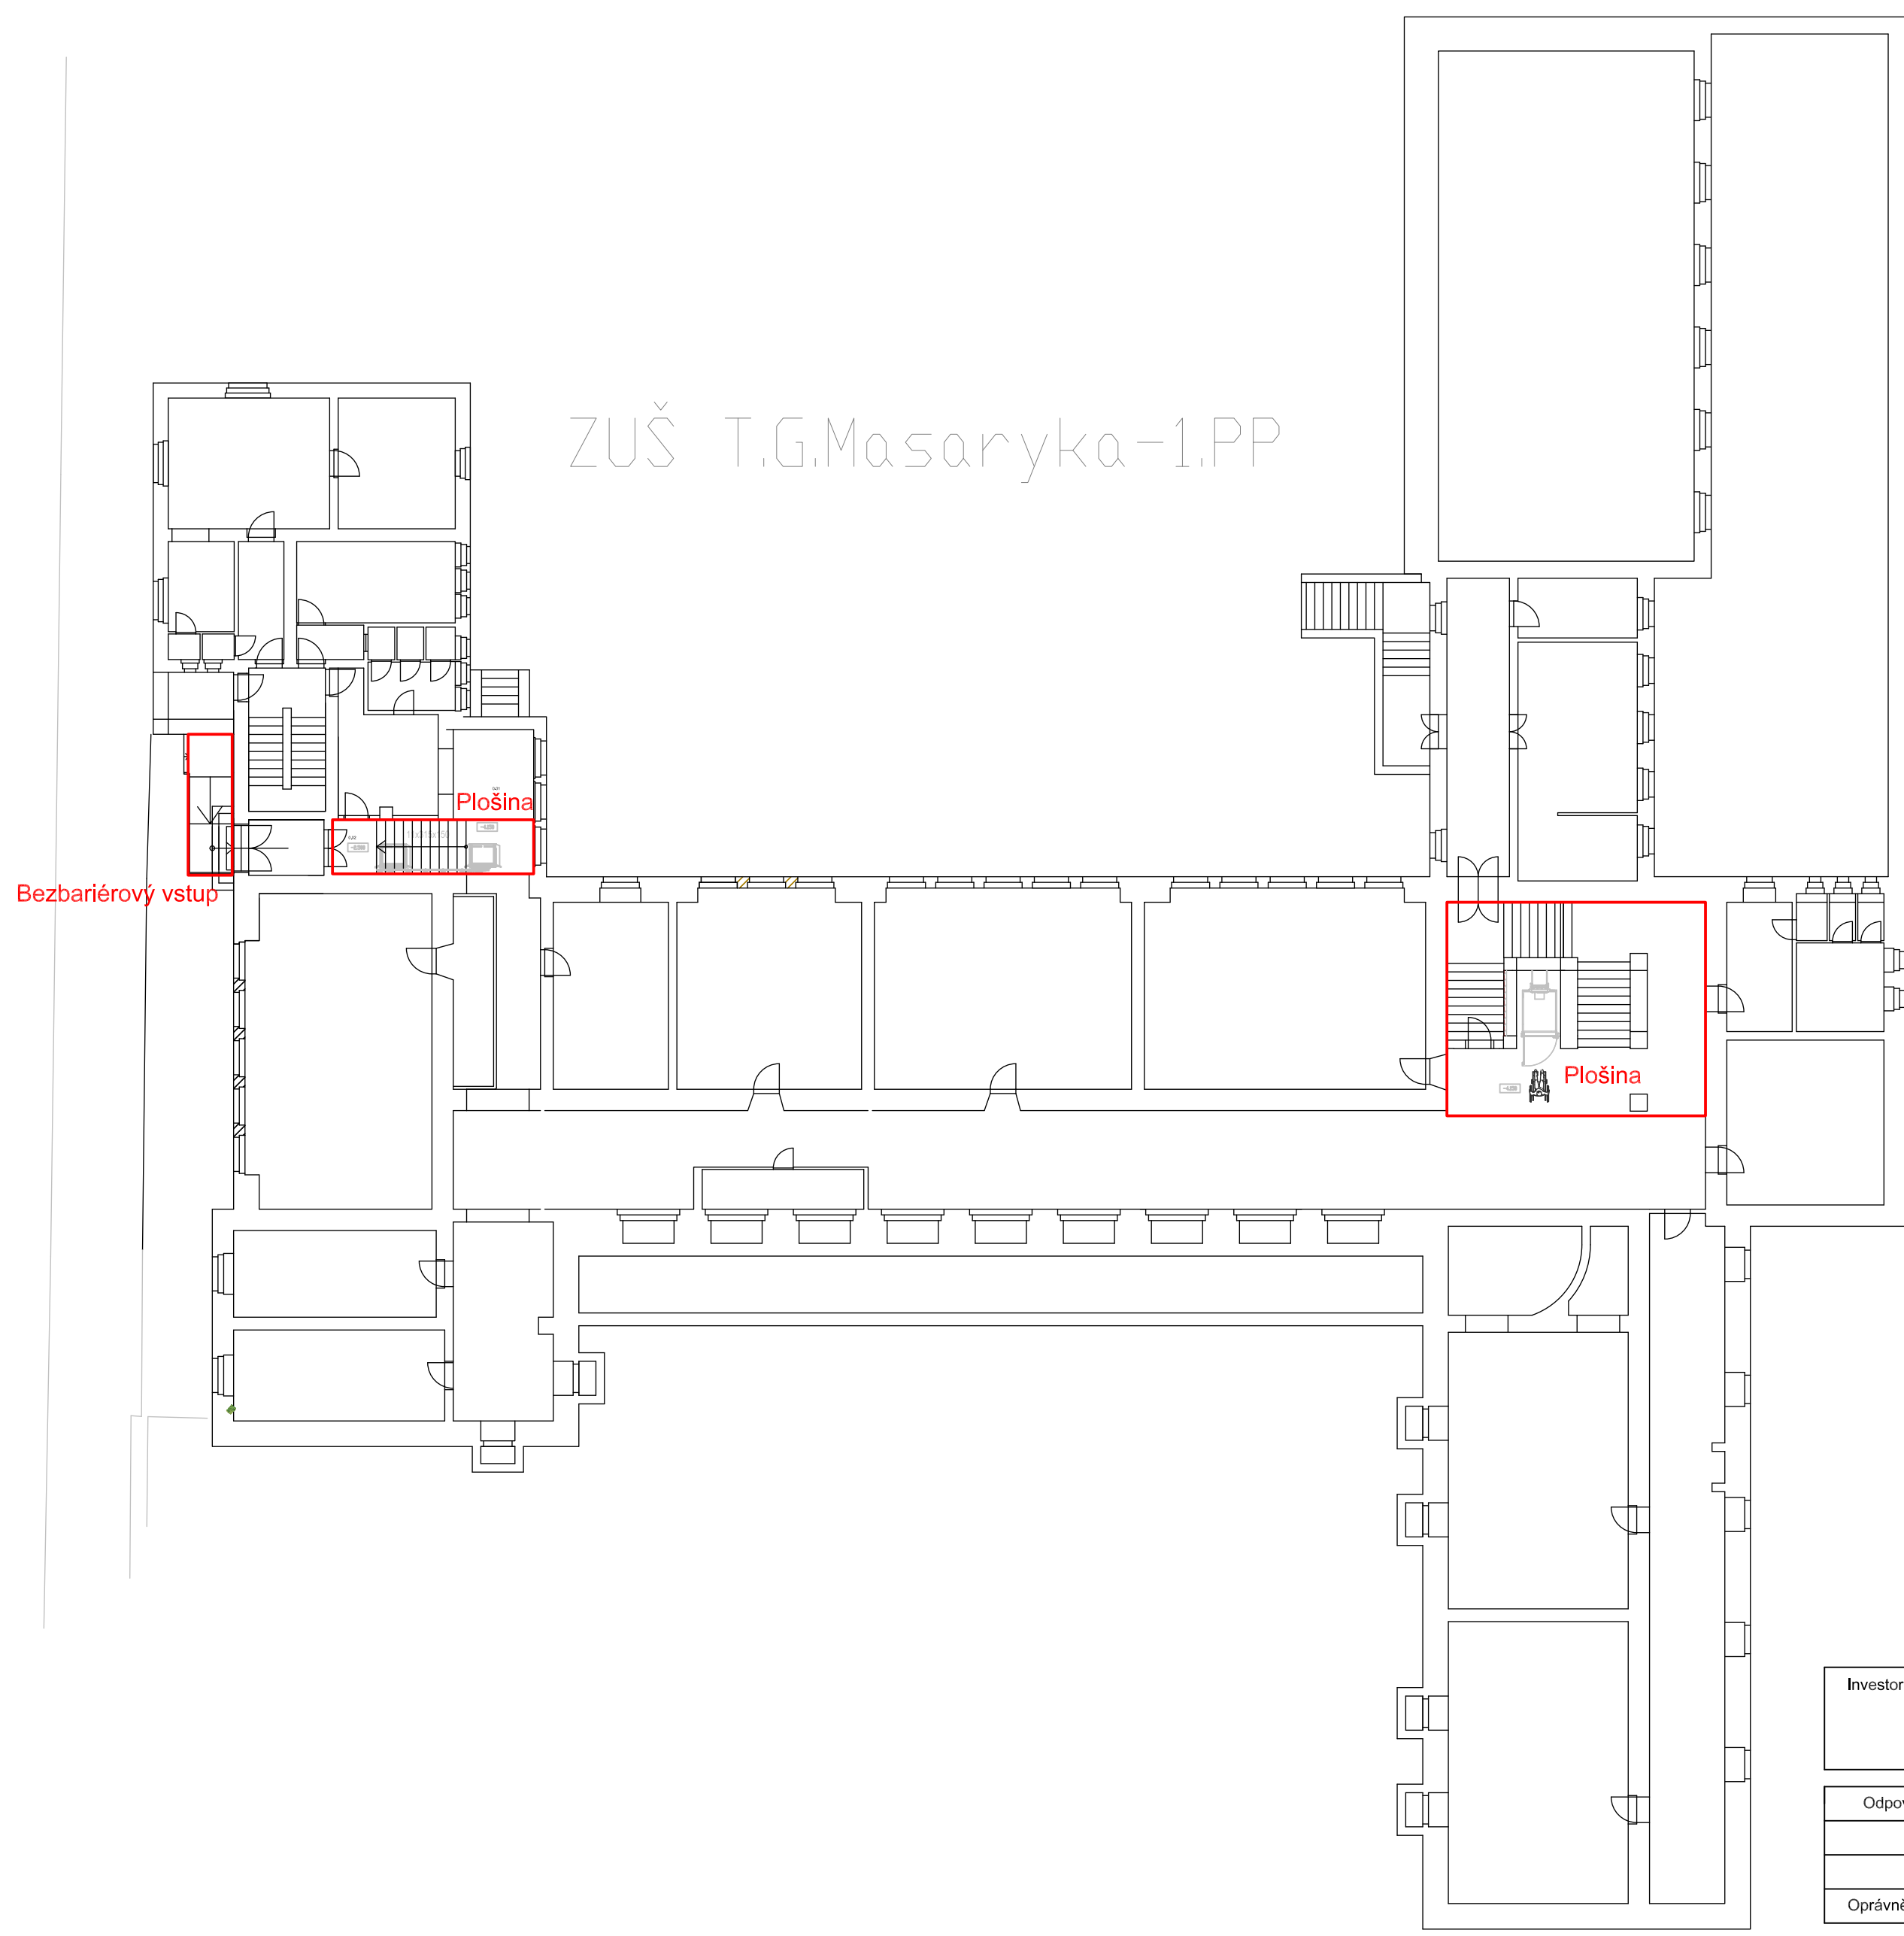 ZUŠ T.G.Masaryka-1.PP
Plošina
Bezbariérový vstup
Plošina
Investor
Odpov
Oprávně